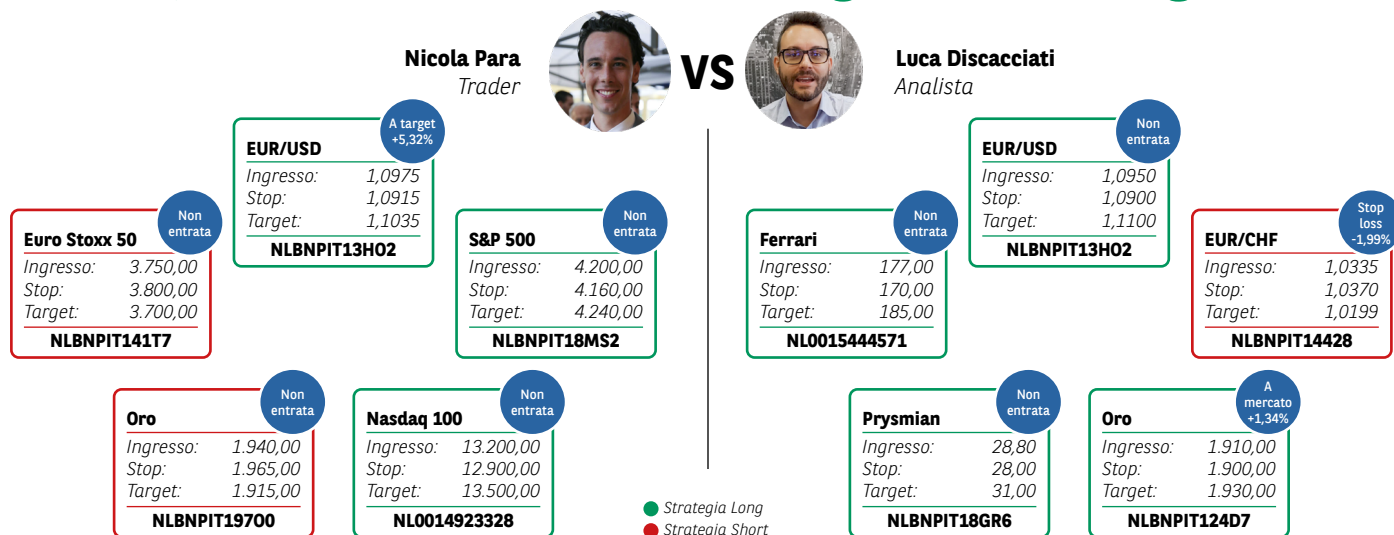 Nicola Para
Trader
VS
Luca Discacciati
Analista
A target
+5,32%
EUR/USD
Ingresso: 1,0975
Stop: 1,0915
Target: 1,1035
NLBNPIT13HO2
Non
entrata
Euro Stoxx 50
Ingresso: 3.750,00
Stop: 3.800,00
Target: 3.700,00
NLBNPIT141T7
Non
entrata
S&P 500
Ingresso: 4.200,00
Stop: 4.160,00
Target: 4.240,00
NLBNPIT18MS2
Non
entrata
Oro
Ingresso: 1.940,00
Stop: 1.965,00
Target: 1.915,00
NLBNPIT19700
Non
entrata
Nasdaq 100
Ingresso: 13.200,00
Stop: 12.900,00
Target: 13.500,00
NL0014923328
Non
entrata
EUR/USD
Ingresso: 1,0950
Stop: 1,0900
Target: 1,1100
NLBNPIT13HO2
Non
entrata
Ferrari
Ingresso: 177,00
Stop: 170,00
Target: 185,00
NL0015444571
Stop
loss
-1,99%
EUR/CHF
Ingresso: 1,0335
Stop: 1,0370
Target: 1,0199
NLBNPIT14428
Non
entrata
Prysmian
Ingresso: 28,80
Stop: 28,00
Target: 31,00
NLBNPIT18GR6
A
mercato
+1,34%
Oro
Ingresso: 1.910,00
Stop: 1.900,00
Target: 1.930,00
NLBNPIT124D7
Strategia Long
Strategia Short